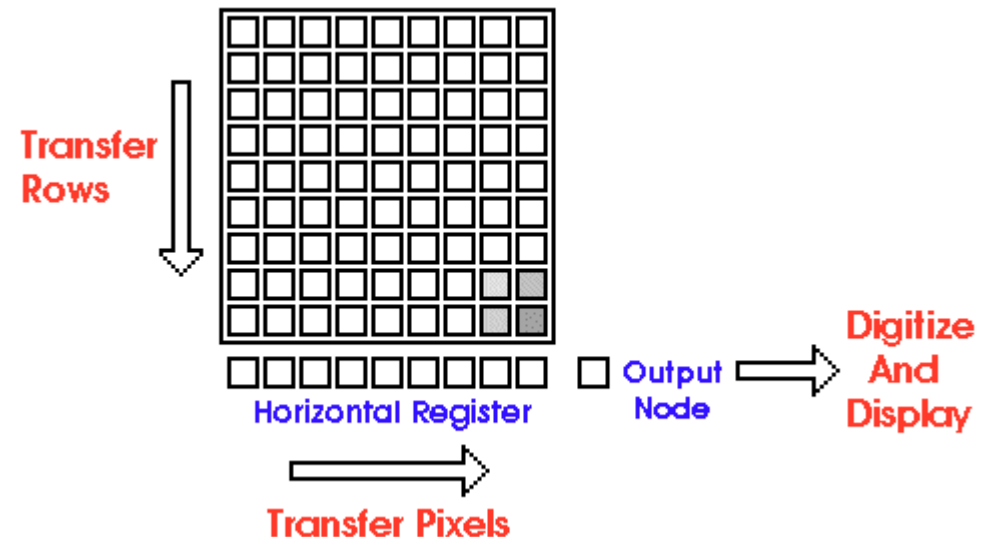 Transfer
Rows
Digitize
And
Display
Output
Node
Horizontal Register
Transfer Pixels